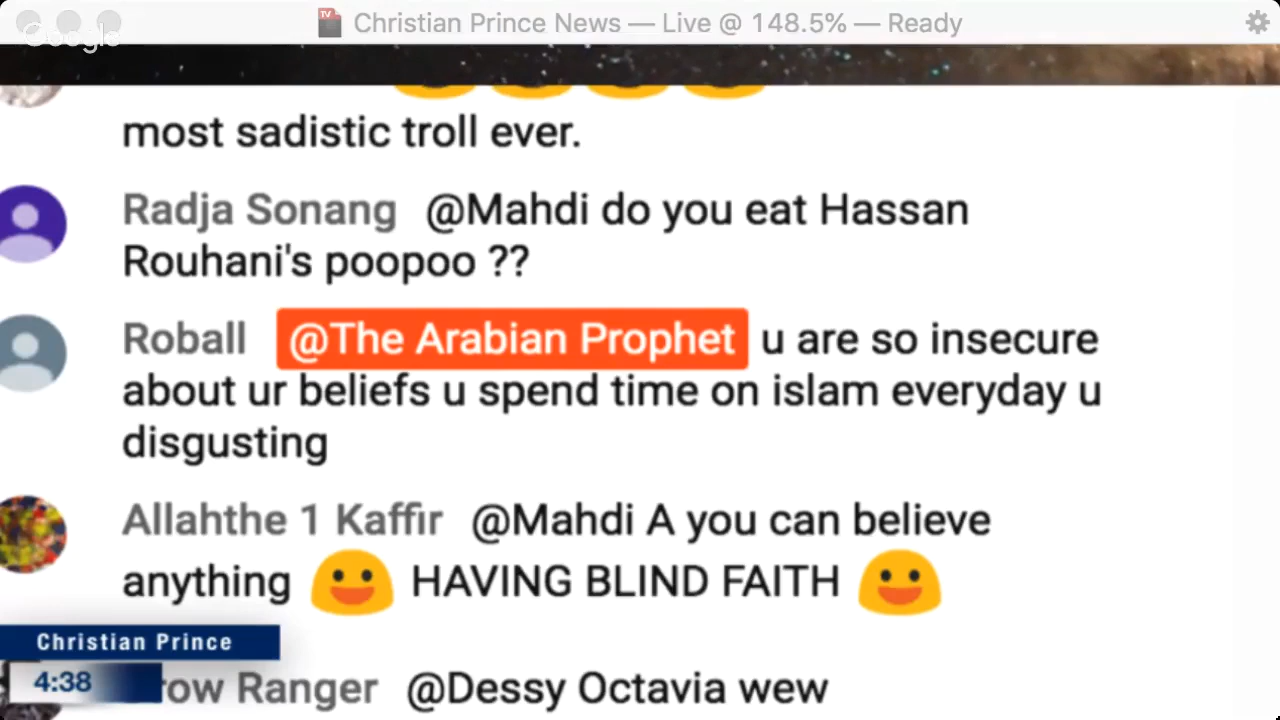 Christian Prince News — Live @ 148.5% — Ready
Google
most sadistic troll ever.
Radja Sonang @Mahdi do you eat Hassan
Rouhani's poopoo ??
Roball @The Arabian Prophet u are so insecure
about ur beliefs u spend time on islam everyday u
disgusting
Allahthe 1 Kaffir @Mahdi A you can believe
anything HAVING BLIND FAITH
Christian Prince
4:38
Ranger @Dessy Octavia wew